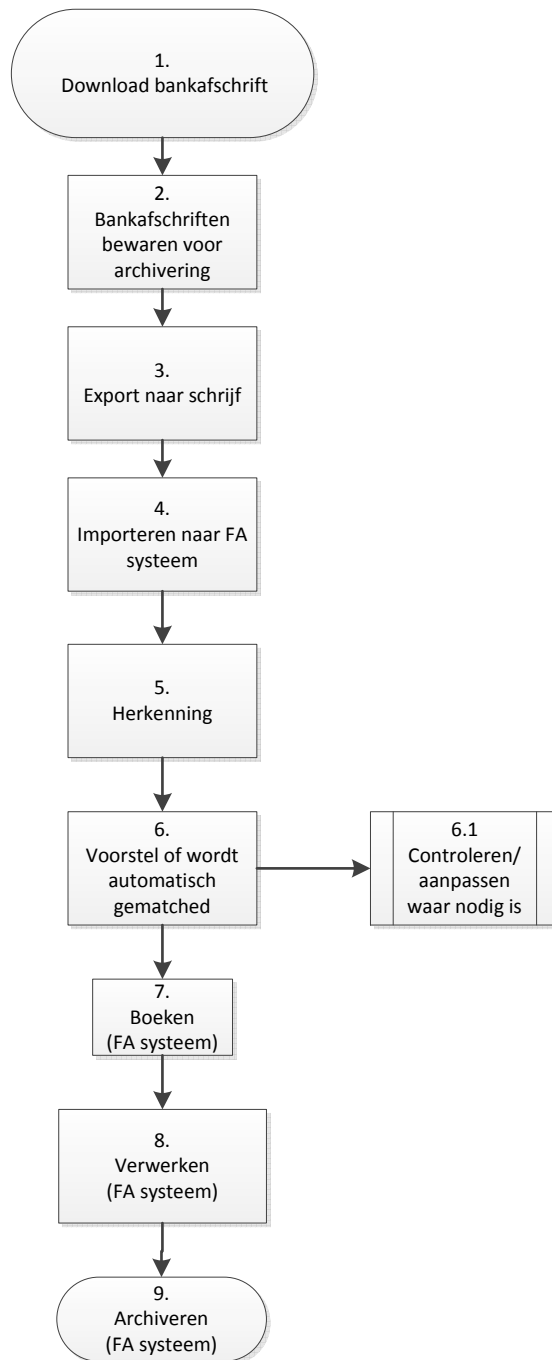 1.
Download bankafschrift
2.
Bankafschriften
bewaren voor
archivering
3.
Export naar schrijf
4.
Importeren naar FA
systeem
5.
Herkenning
6.
Voorstel of wordt
automatisch
gematched
6.1
Controleren/
aanpassen
waar nodig is
7.
Boeken
(FA systeem)
8.
Verwerken
(FA systeem)
9.
Archiveren
(FA systeem)